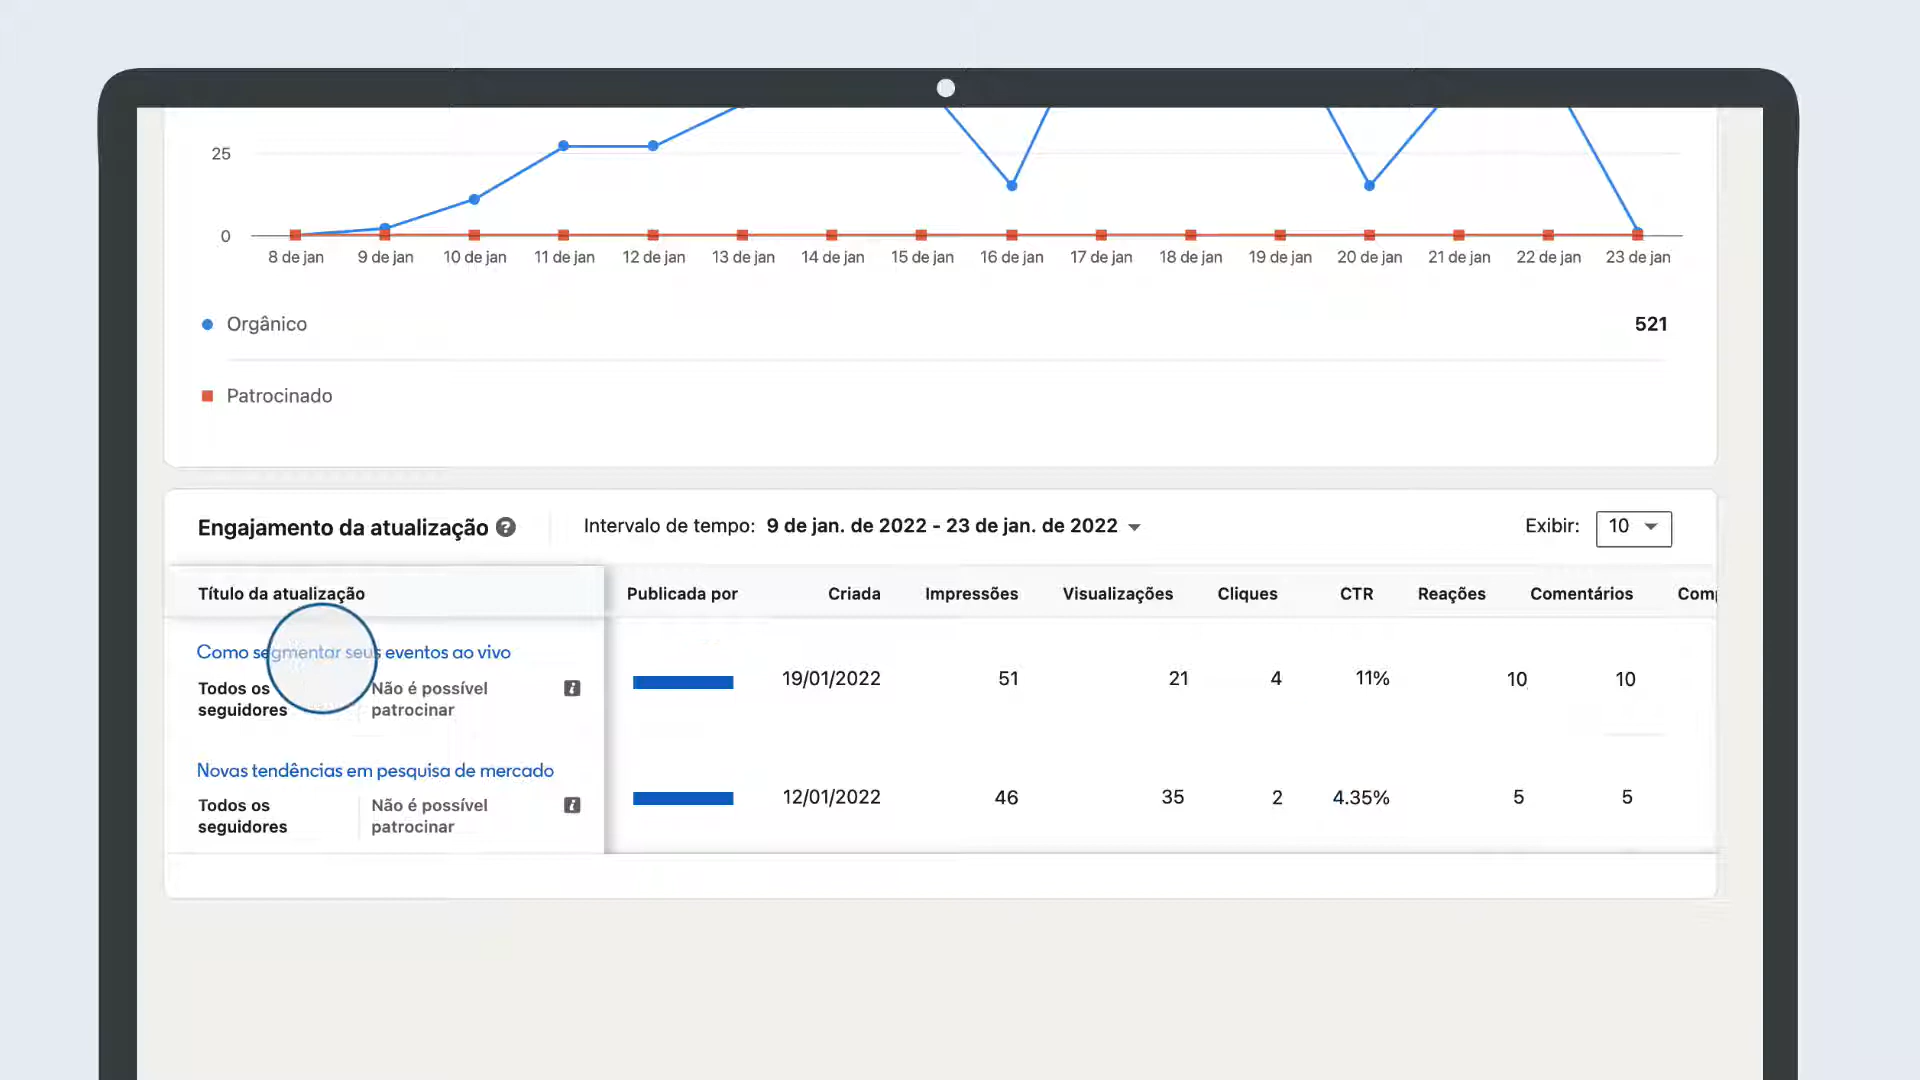 25
0
8 de jan 9 de jan 10 de jan 11 de jan 12 de jan 13 de jan 14 de jan 15 de jan 16 de jan 17 de jan 18 de jan 19 de jan 20 de jan 21 de jan 22 de jan 23 de jan
Orgânico 521
Patrocinado
Engajamento da atualização ? Intervalo de tempo: 9 de jan. de 2022 - 23 de jan. de 2022 Exibir: 10
Título da atualização Publicada por Criada Impressões Visualizações Cliques CTR Reações Comentários Comp
Como segmentar seus eventos ao vivo
Todos os seguidores Não é possível patrocinar i 19/01/2022 51 21 4 11% 10 10
Novas tendências em pesquisa de mercado
Todos os seguidores Não é possível patrocinar i 12/01/2022 46 35 2 4.35% 5 5